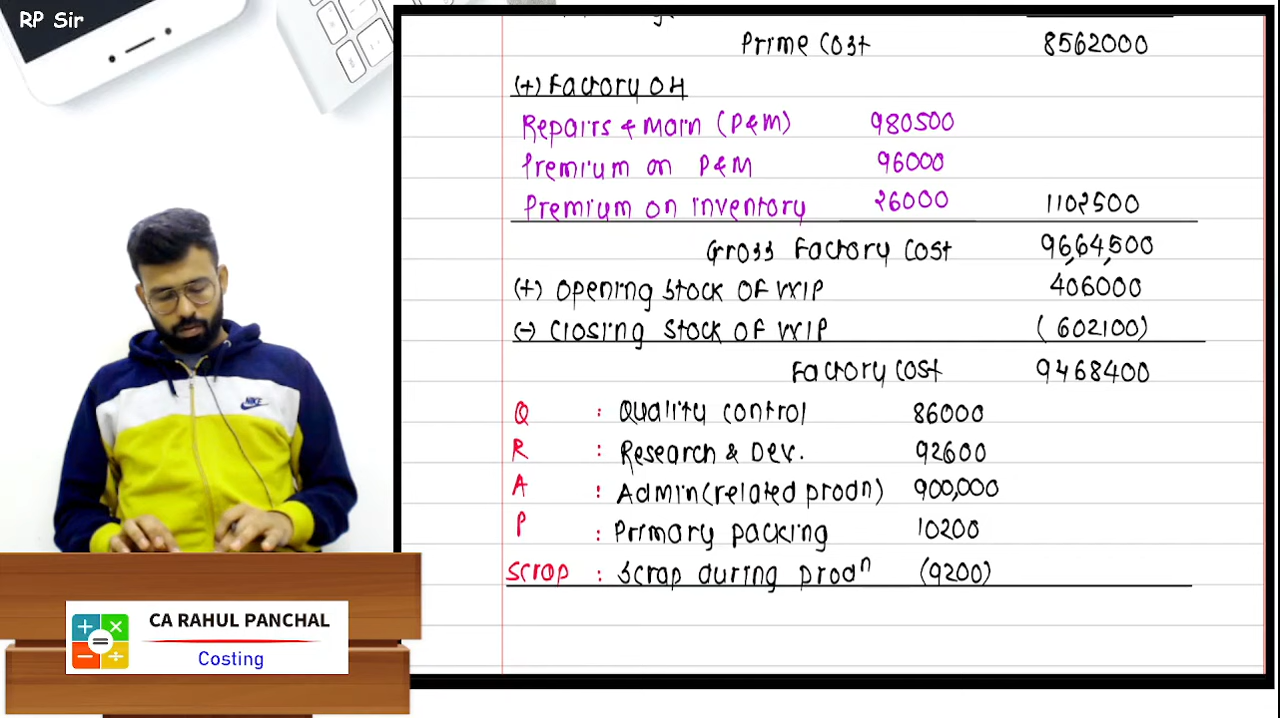 RP Sir
Prime Cost 8562000
(+) Factory OH
Repairs & Main (P&M) 980500
Premium on P&M 96000
Premium on inventory 26000 1102500
Gross Factory Cost 9664,500
(+) Opening Stock OF WIP 406000
(-) Closing Stock OF WIP (602100)
Factory Cost 9468400
Q : Quality control 86000
R : Research & Dev. 92600
A : Admin(related prodn) 900,000
P : Primary packing 10200
Scrap : Scrap during prodn (9200)
NIKE
CA RAHUL PANCHAL
Costing